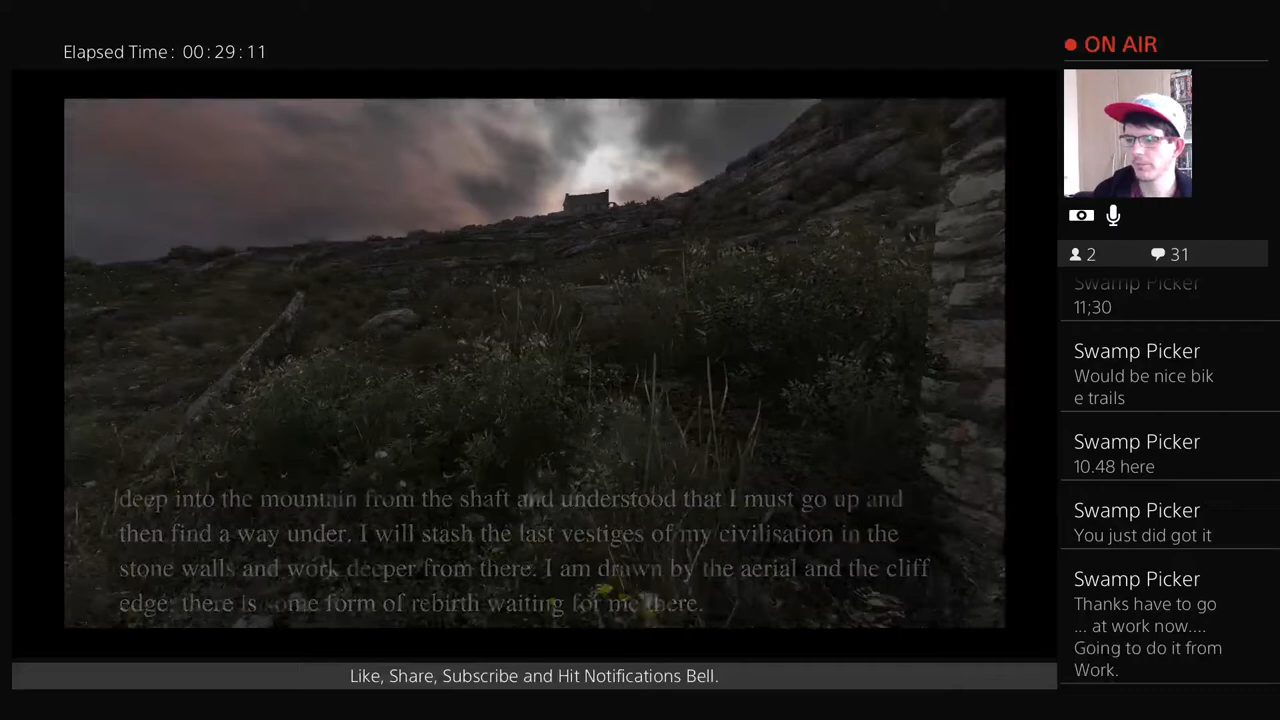 Elapsed Time: 00:29:11
ON AIR
2
31
Swamp Picker
11;30
Swamp Picker
Would be nice bik
e trails
Swamp Picker
10.48 here
Swamp Picker
You just did got it
Swamp Picker
Thanks have to go
... at work now....
Going to do it from
Work.
deep into the mountain from the shaft and understood that I must go up and
then find a way under. I will stash the last vestiges of my civilisation in the
stone walls and work deeper from there. I am drawn by the aerial and the cliff
edge: there is some form of rebirth waiting for me there.
Like, Share, Subscribe and Hit Notifications Bell.